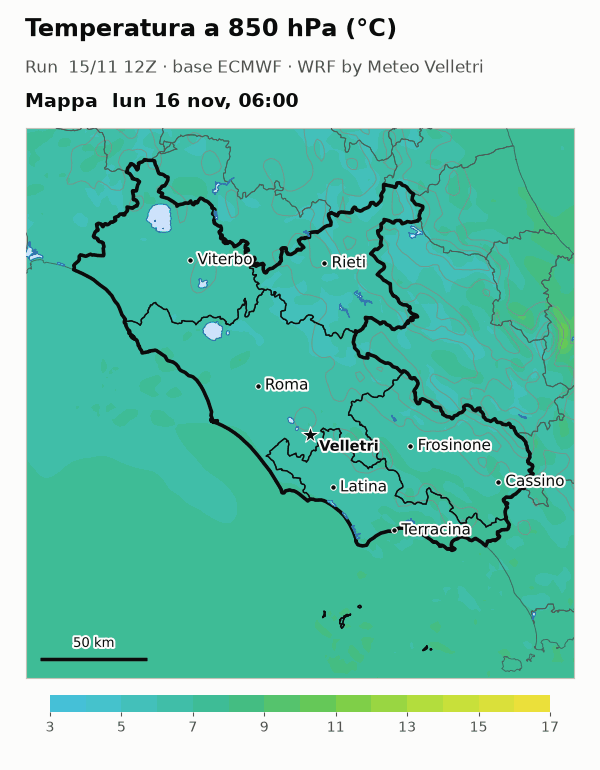 Temperatura a 850 hPa (°C)
Run  15/11 12Z · base ECMWF · WRF by Meteo Velletri
Mappa  lun 16 nov, 06:00
Viterbo
Rieti
Roma
Velletri
Frosinone
Cassino
Latina
Terracina
50 km
3 5 7 9 11 13 15 17